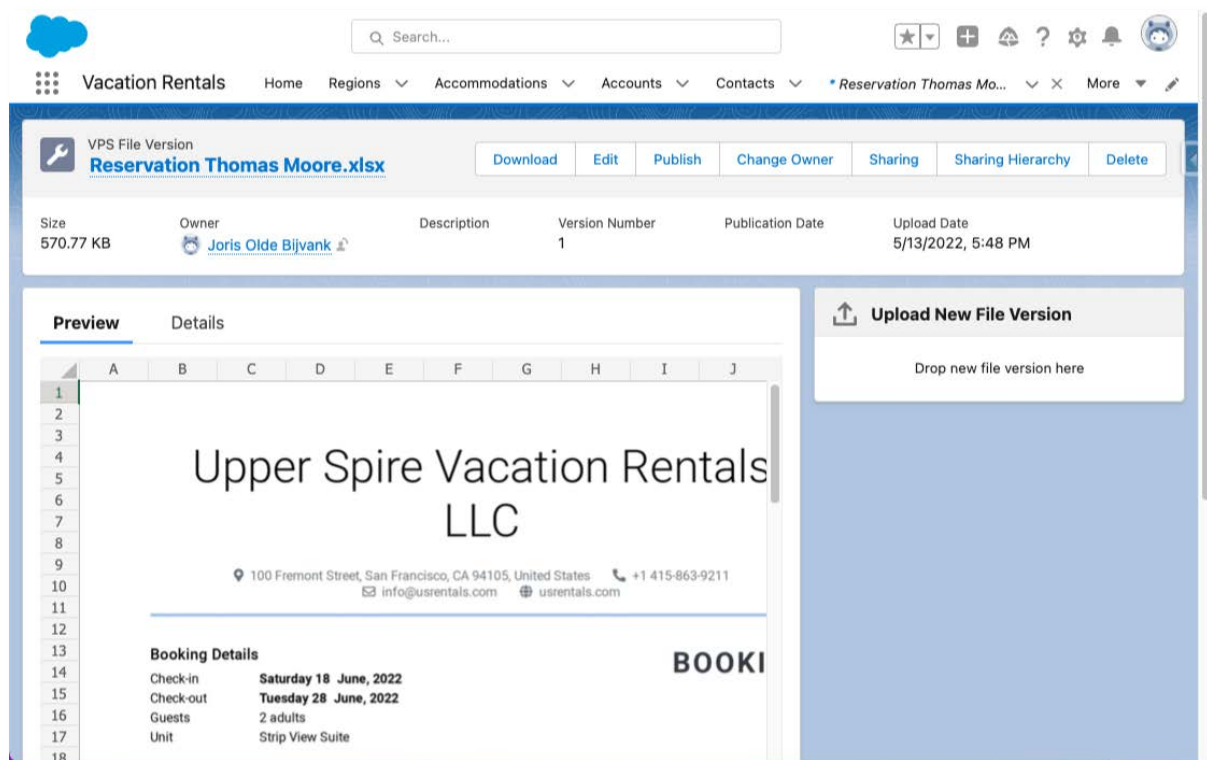 Search...
Vacation Rentals Home Regions Accommodations Accounts Contacts * Reservation Thomas Mo... More
VPS File Version
Reservation Thomas Moore.xlsx
Download Edit Publish Change Owner Sharing Sharing Hierarchy Delete
Size Owner Description Version Number Publication Date Upload Date
570.77 KB Joris Olde Bijvank 1 5/13/2022, 5:48 PM
Preview Details
Upload New File Version
Drop new file version here
A B C D E F G H I J
1
2
3
4
5
6
7
8
9
10
11
12
13
14
15
16
17
18
Upper Spire Vacation Rentals
LLC
100 Fremont Street, San Francisco, CA 94105, United States +1 415-863-9211
info@usrentals.com usrentals.com
Booking Details
BOOKI
Check-in Saturday 18 June, 2022
Check-out Tuesday 28 June, 2022
Guests 2 adults
Unit Strip View Suite